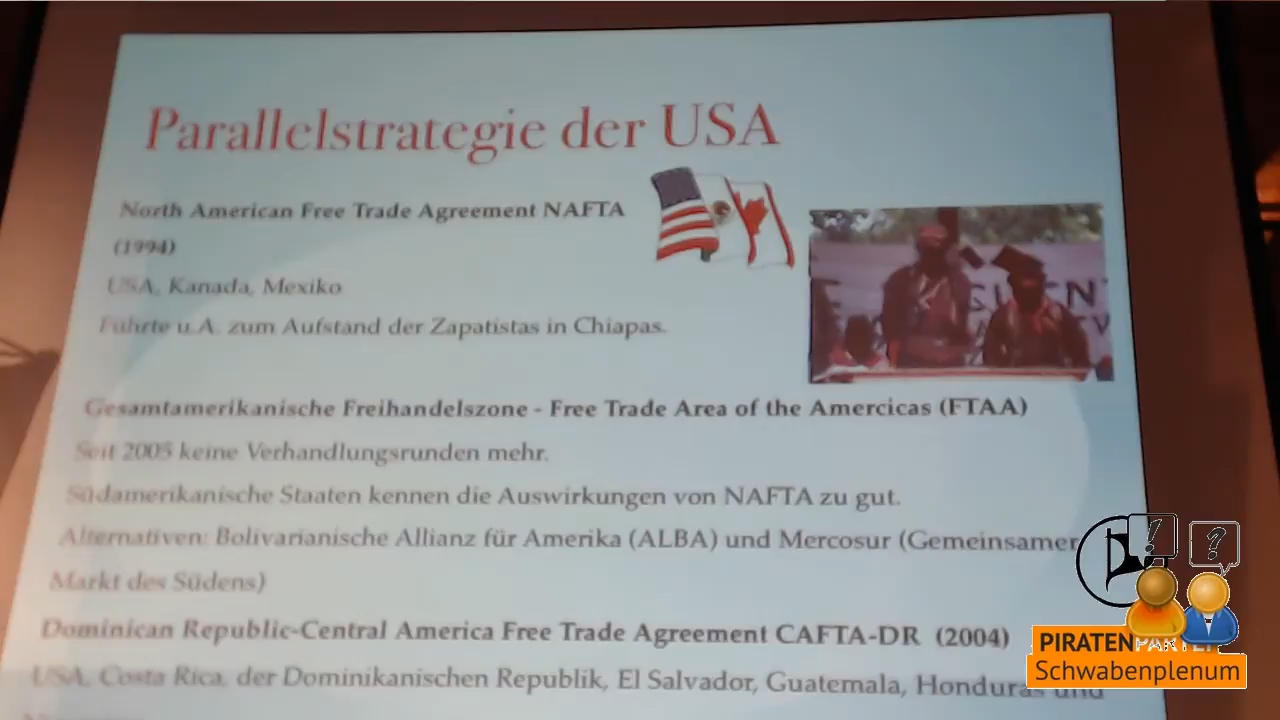 Parallelstrategie der USA
North American Free Trade Agreement NAFTA
(1994)
USA, Kanada, Mexiko
Führte u.A. zum Aufstand der Zapatistas in Chiapas.
Gesamtamerikanische Freihandelszone - Free Trade Area of the Amercicas (FTAA)
Seit 2005 keine Verhandlungsrunden mehr.
Südamerikanische Staaten kennen die Auswirkungen von NAFTA zu gut.
Alternativen: Bolivarianische Allianz für Amerika (ALBA) und Mercosur (Gemeinsamer
Markt des Südens)
Dominican Republic-Central America Free Trade Agreement CAFTA-DR (2004)
USA, Costa Rica, der Dominikanischen Republik, El Salvador, Guatemala, Honduras und
! ?
PIRATENPARTEI
Schwabenplenum